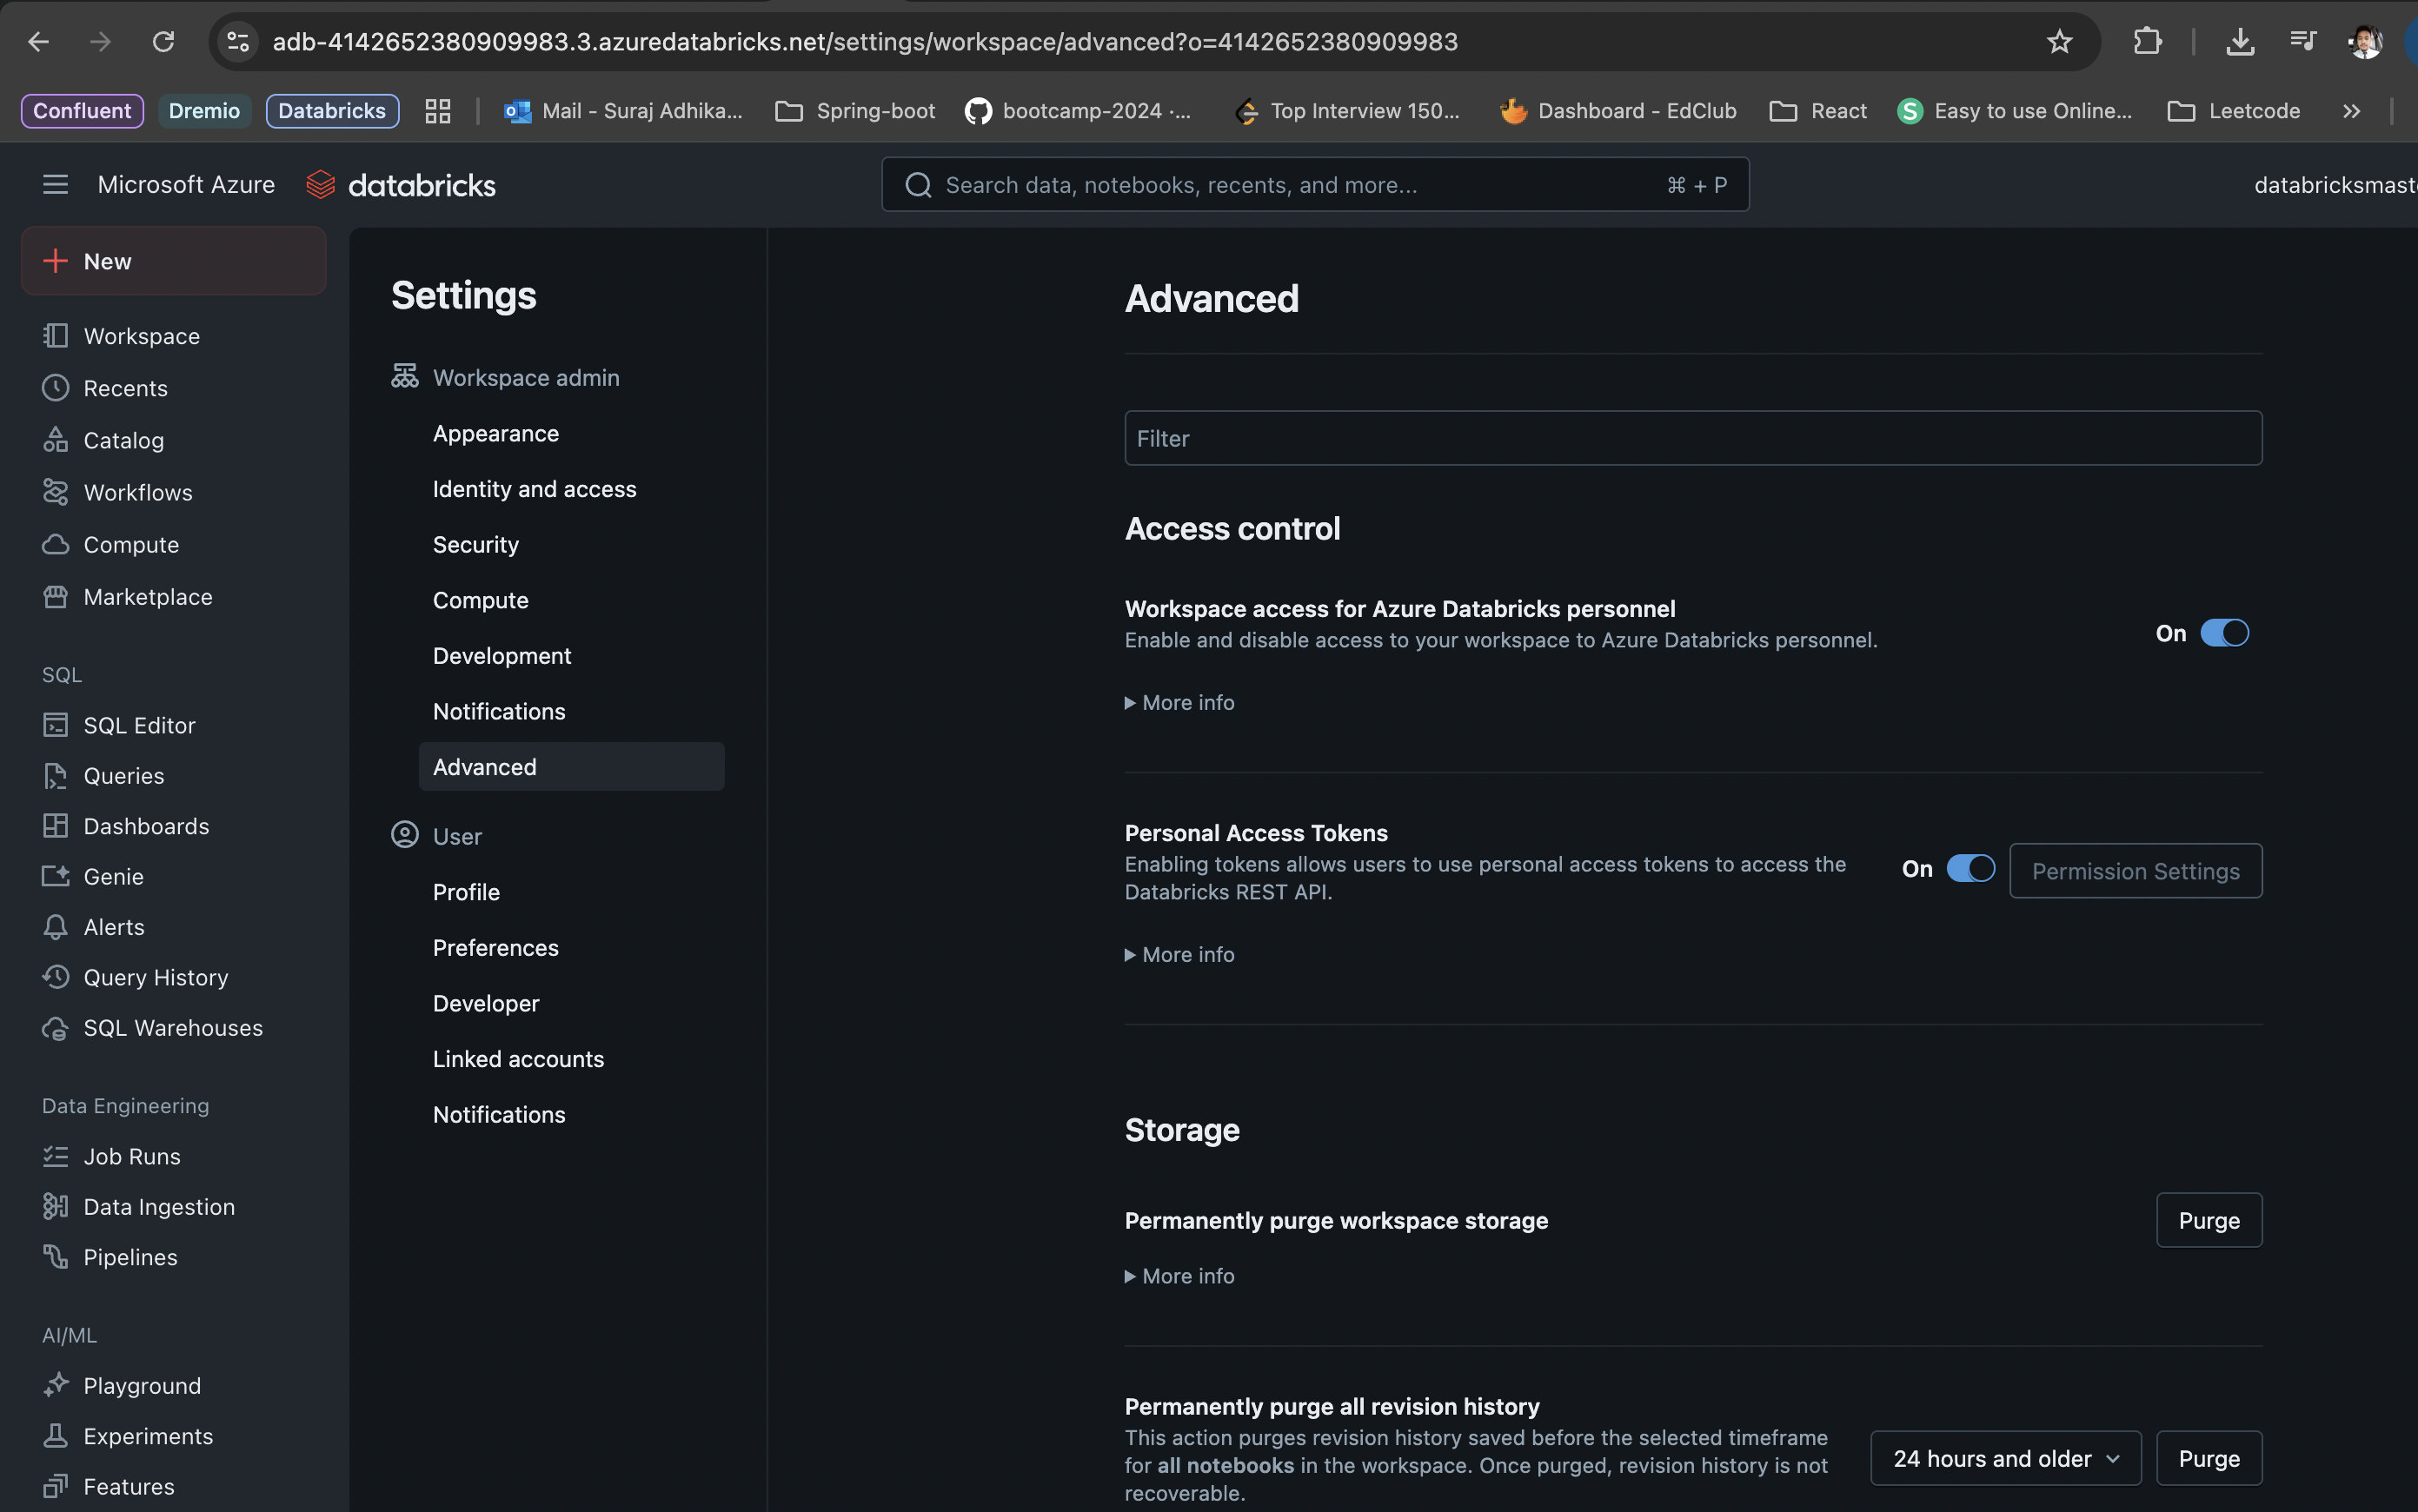 adb-4142652380909983.3.azuredatabricks.net/settings/workspace/advanced?o=4142652380909983
Confluent
Dremio
Databricks
Mail - Suraj Adhika...
Spring-boot
bootcamp-2024 ·...
Top Interview 150...
Dashboard - EdClub
React
Easy to use Online...
Leetcode
Microsoft Azure
databricks
Search data, notebooks, recents, and more...
⌘ + P
databricksmast
New
Workspace
Recents
Catalog
Workflows
Compute
Marketplace
SQL
SQL Editor
Queries
Dashboards
Genie
Alerts
Query History
SQL Warehouses
Data Engineering
Job Runs
Data Ingestion
Pipelines
AI/ML
Playground
Experiments
Features
Settings
Workspace admin
Appearance
Identity and access
Security
Compute
Development
Notifications
Advanced
User
Profile
Preferences
Developer
Linked accounts
Notifications
Advanced
Filter
Access control
Workspace access for Azure Databricks personnel
Enable and disable access to your workspace to Azure Databricks personnel.
On
More info
Personal Access Tokens
Enabling tokens allows users to use personal access tokens to access the
Databricks REST API.
On
Permission Settings
More info
Storage
Permanently purge workspace storage
Purge
More info
Permanently purge all revision history
This action purges revision history saved before the selected timeframe
for all notebooks in the workspace. Once purged, revision history is not
recoverable.
24 hours and older
Purge